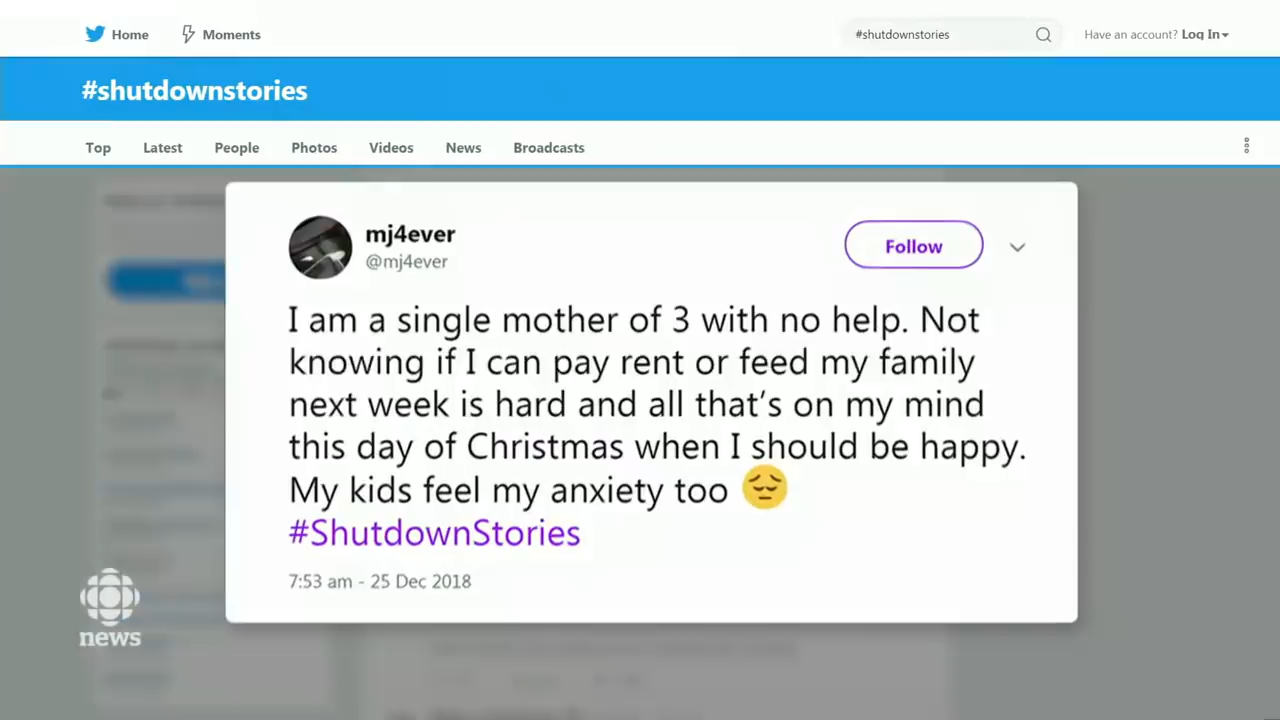 Home Moments #shutdownstories Have an account? Log In
#shutdownstories
Top Latest People Photos Videos News Broadcasts
mj4ever
@mj4ever
Follow
I am a single mother of 3 with no help. Not
knowing if I can pay rent or feed my family
next week is hard and all that's on my mind
this day of Christmas when I should be happy.
My kids feel my anxiety too
#ShutdownStories
7:53 am - 25 Dec 2018
news